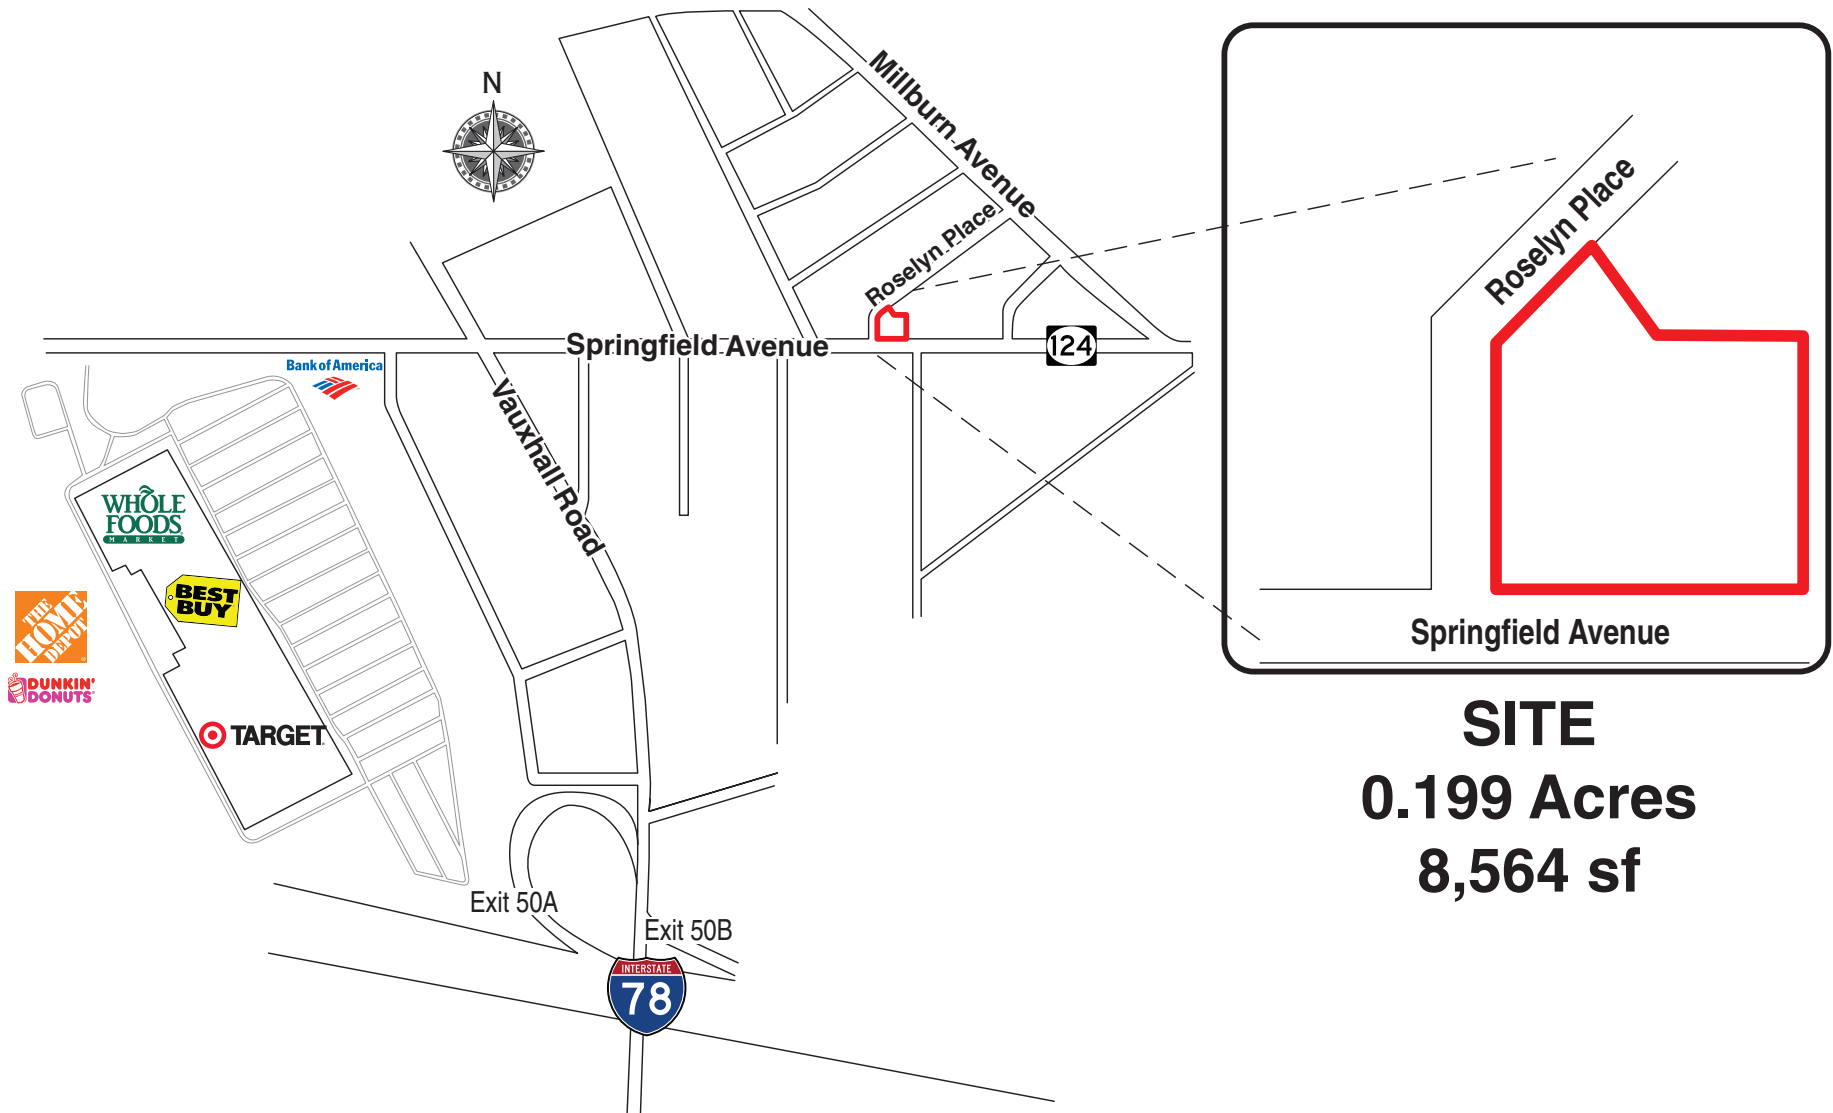 N
Millburn Avenue
Roselyn Place
Springfield Avenue
124
Bank of America
Vauxhall Road
WHOLE
FOODS
MARKET
BEST
BUY
THE
HOME
DEPOT
DUNKIN'
DONUTS
TARGET
Exit 50A
Exit 50B
INTERSTATE
78
Roselyn Place
Springfield Avenue
SITE
0.199 Acres
8,564 sf